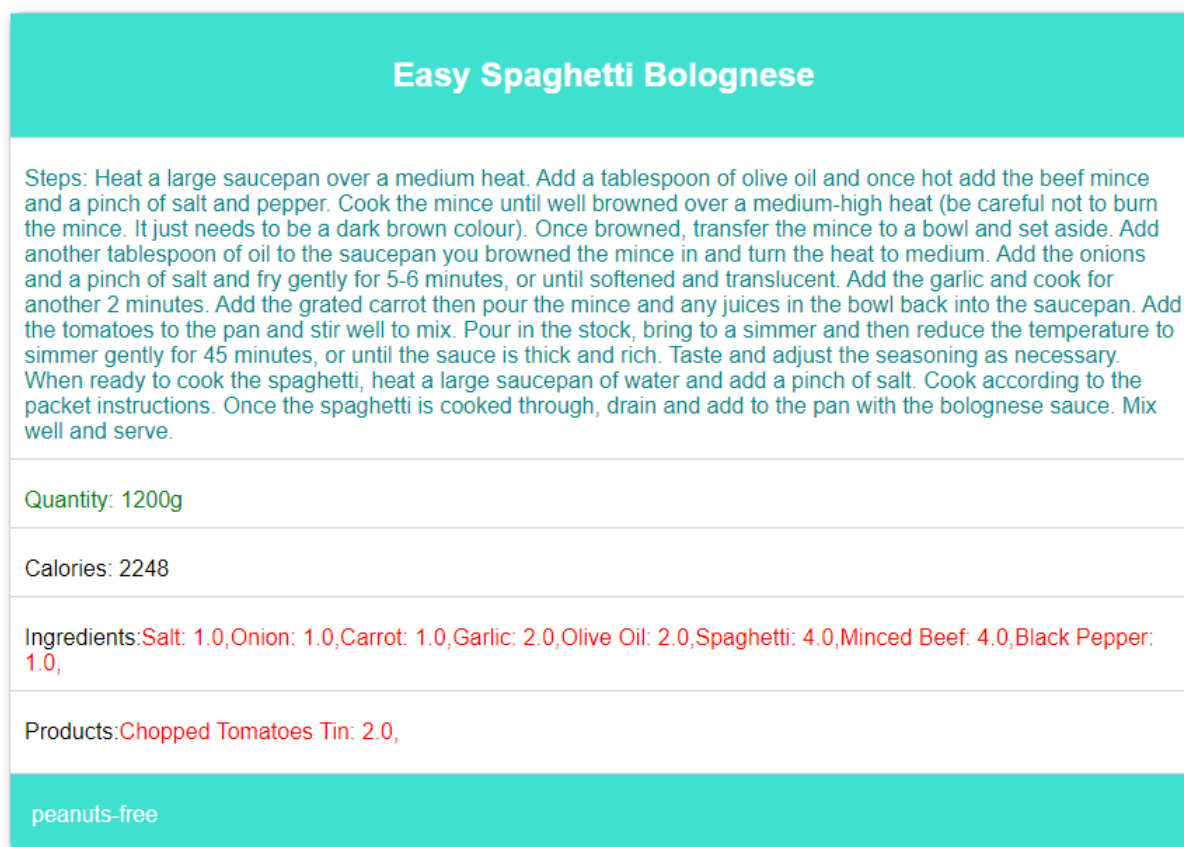 Easy Spaghetti Bolognese
Steps: Heat a large saucepan over a medium heat. Add a tablespoon of olive oil and once hot add the beef mince
and a pinch of salt and pepper. Cook the mince until well browned over a medium-high heat (be careful not to burn
the mince. It just needs to be a dark brown colour). Once browned, transfer the mince to a bowl and set aside. Add
another tablespoon of oil to the saucepan you browned the mince in and turn the heat to medium. Add the onions
and a pinch of salt and fry gently for 5-6 minutes, or until softened and translucent. Add the garlic and cook for
another 2 minutes. Add the grated carrot then pour the mince and any juices in the bowl back into the saucepan. Add
the tomatoes to the pan and stir well to mix. Pour in the stock, bring to a simmer and then reduce the temperature to
simmer gently for 45 minutes, or until the sauce is thick and rich. Taste and adjust the seasoning as necessary.
When ready to cook the spaghetti, heat a large saucepan of water and add a pinch of salt. Cook according to the
packet instructions. Once the spaghetti is cooked through, drain and add to the pan with the bolognese sauce. Mix
well and serve.
Quantity: 1200g
Calories: 2248
Ingredients:Salt: 1.0,Onion: 1.0,Carrot: 1.0,Garlic: 2.0,Olive Oil: 2.0,Spaghetti: 4.0,Minced Beef: 4.0,Black Pepper:
1.0,
Products:Chopped Tomatoes Tin: 2.0,
peanuts-free